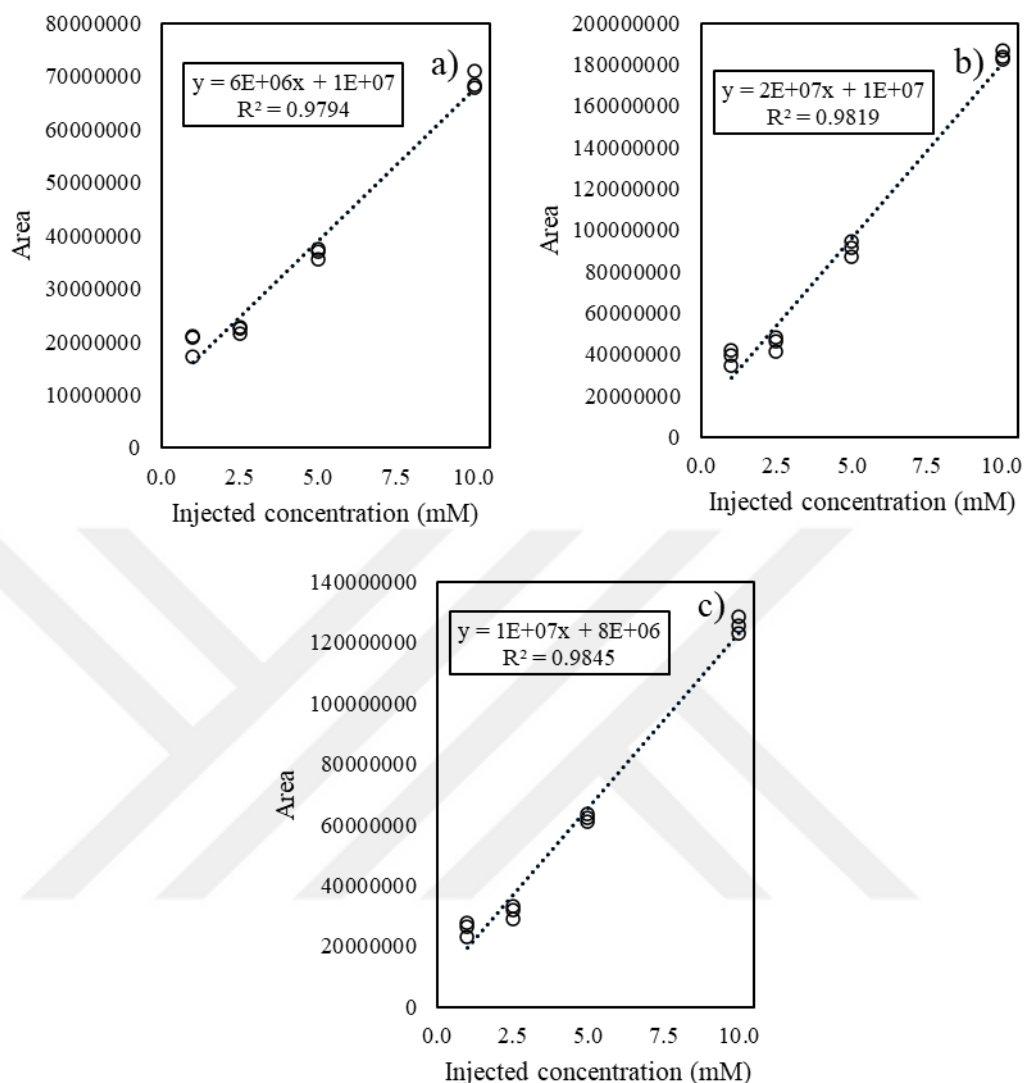 a)
y = 6E+06x + 1E+07
R² = 0.9794
80000000
70000000
60000000
50000000
40000000
30000000
20000000
10000000
0
Area
0.0 2.5 5.0 7.5 10.0
Injected concentration (mM)
b)
y = 2E+07x + 1E+07
R² = 0.9819
200000000
180000000
160000000
140000000
120000000
100000000
80000000
60000000
40000000
20000000
0
Area
0.0 2.5 5.0 7.5 10.0
Injected concentration (mM)
c)
y = 1E+07x + 8E+06
R² = 0.9845
140000000
120000000
100000000
80000000
60000000
40000000
20000000
0
Area
0.0 2.5 5.0 7.5 10.0
Injected concentration (mM)